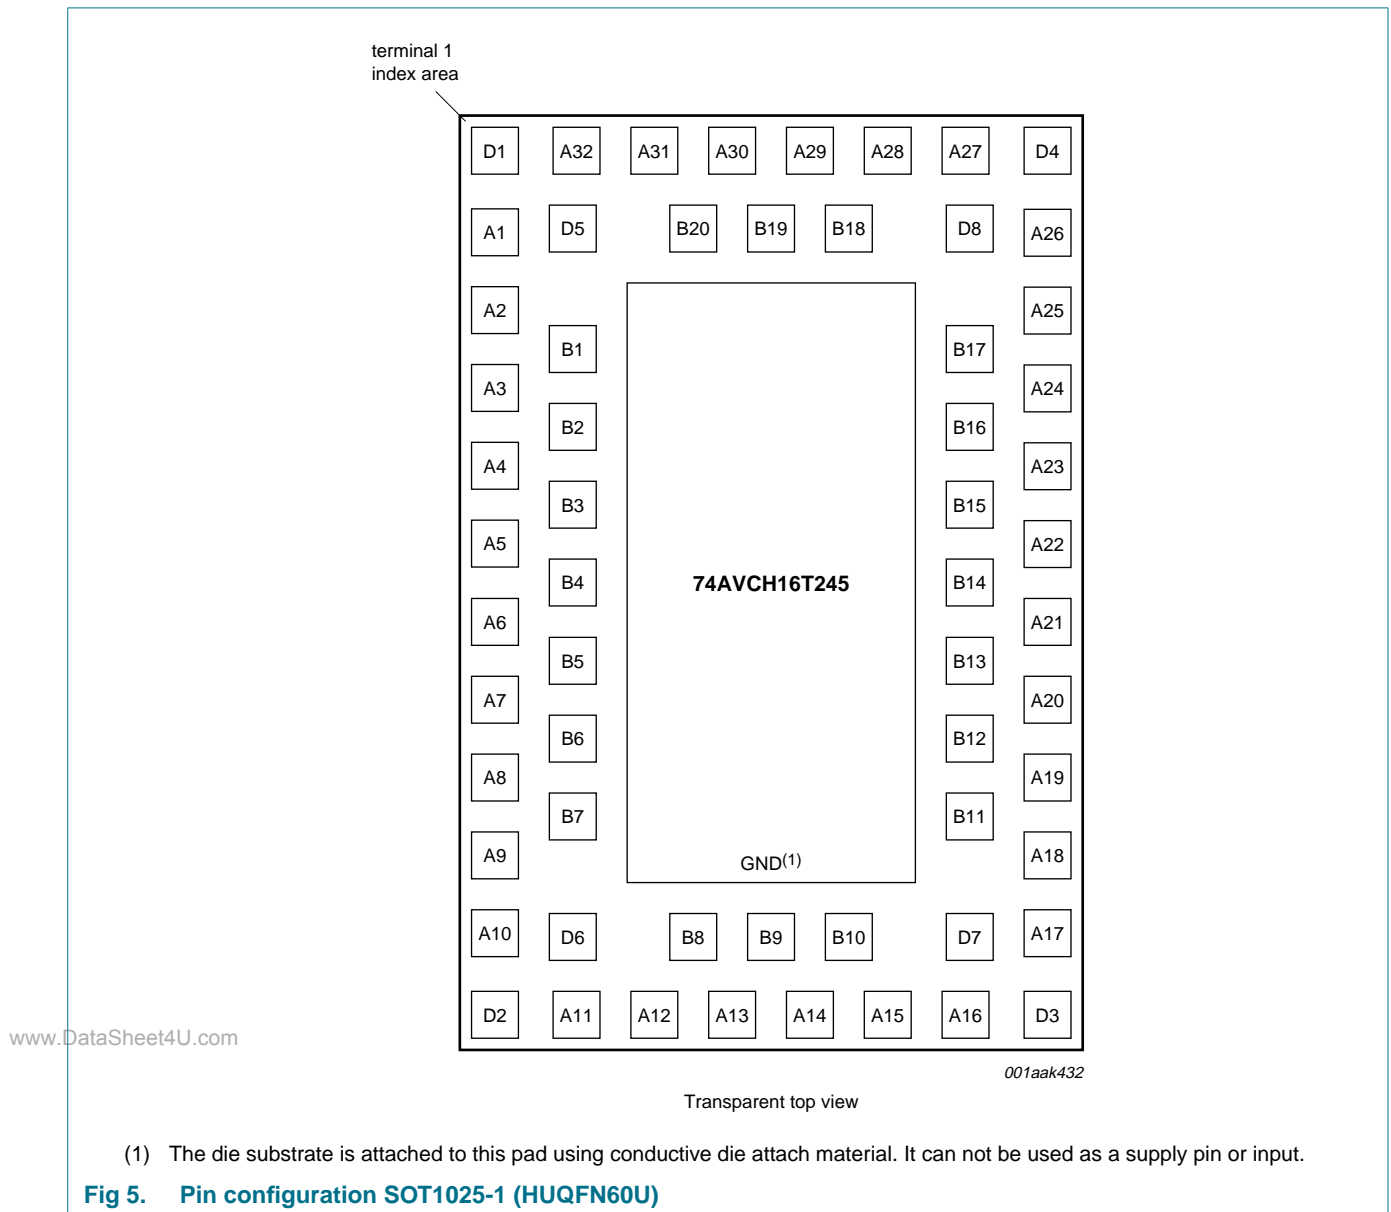 terminal 1
index area
D1 A32 A31 A30 A29 A28 A27 D4
A1 D5 B20 B19 B18 D8 A26
A2 A25
B1 B17
A3 A24
B2 B16
A4 A23
B3 B15
A5 A22
B4 74AVCH16T245 B14
A6 A21
B5 B13
A7 A20
B6 B12
A8 A19
B7 B11
A9 GND(1) A18
A10 D6 B8 B9 B10 D7 A17
D2 A11 A12 A13 A14 A15 A16 D3
www.DataSheet4U.com
001aak432
Transparent top view
(1) The die substrate is attached to this pad using conductive die attach material. It can not be used as a supply pin or input.
Fig 5. Pin configuration SOT1025-1 (HUQFN60U)